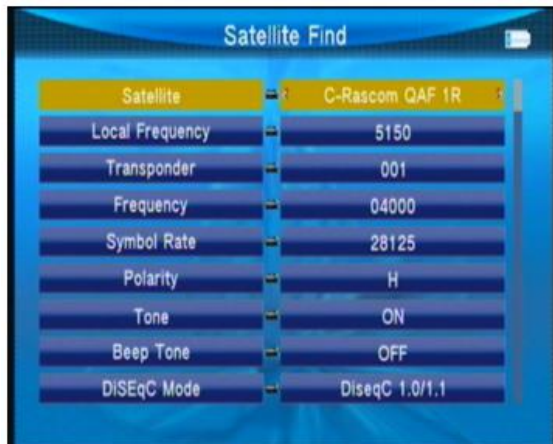 Satellite Find
Satellite C-Rascom QAF 1R
Local Frequency 5150
Transponder 001
Frequency 04000
Symbol Rate 28125
Polarity H
Tone ON
Beep Tone OFF
DiSEqC Mode DiseqC 1.0/1.1